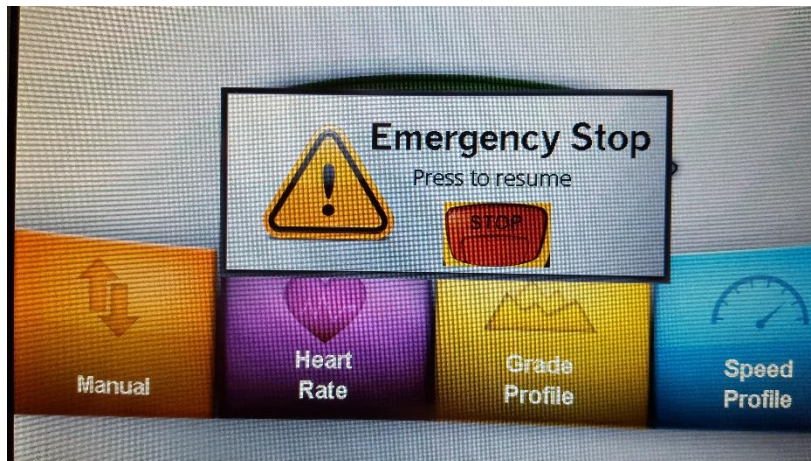 Emergency Stop
Press to resume
STOP
Manual
Heart
Rate
Grade
Profile
Speed
Profile